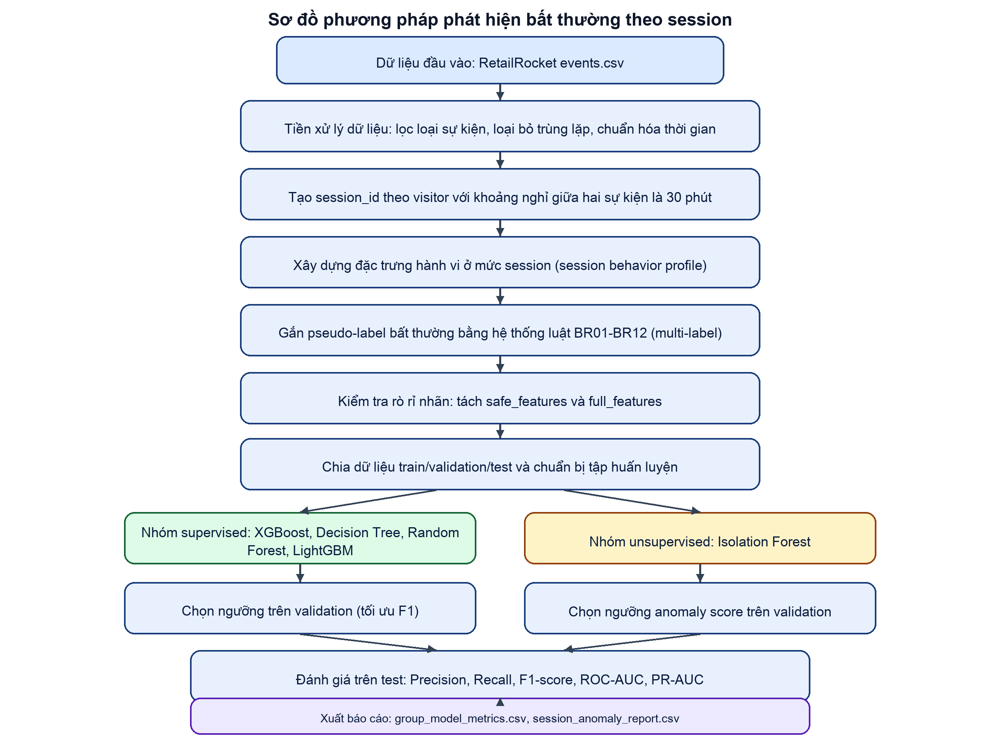 Sơ đồ phương pháp phát hiện bất thường theo session
Dữ liệu đầu vào: RetailRocket events.csv
Tiền xử lý dữ liệu: lọc loại sự kiện, loại bỏ trùng lặp, chuẩn hóa thời gian
Tạo session_id theo visitor với khoảng nghỉ giữa hai sự kiện là 30 phút
Xây dựng đặc trưng hành vi ở mức session (session behavior profile)
Gắn pseudo-label bất thường bằng hệ thống luật BR01-BR12 (multi-label)
Kiểm tra rò rỉ nhãn: tách safe_features và full_features
Chia dữ liệu train/validation/test và chuẩn bị tập huấn luyện
Nhóm supervised: XGBoost, Decision Tree, Random
Forest, LightGBM
Nhóm unsupervised: Isolation Forest
Chọn ngưỡng trên validation (tối ưu F1)
Chọn ngưỡng anomaly score trên validation
Đánh giá trên test: Precision, Recall, F1-score, ROC-AUC, PR-AUC
Xuất báo cáo: group_model_metrics.csv, session_anomaly_report.csv